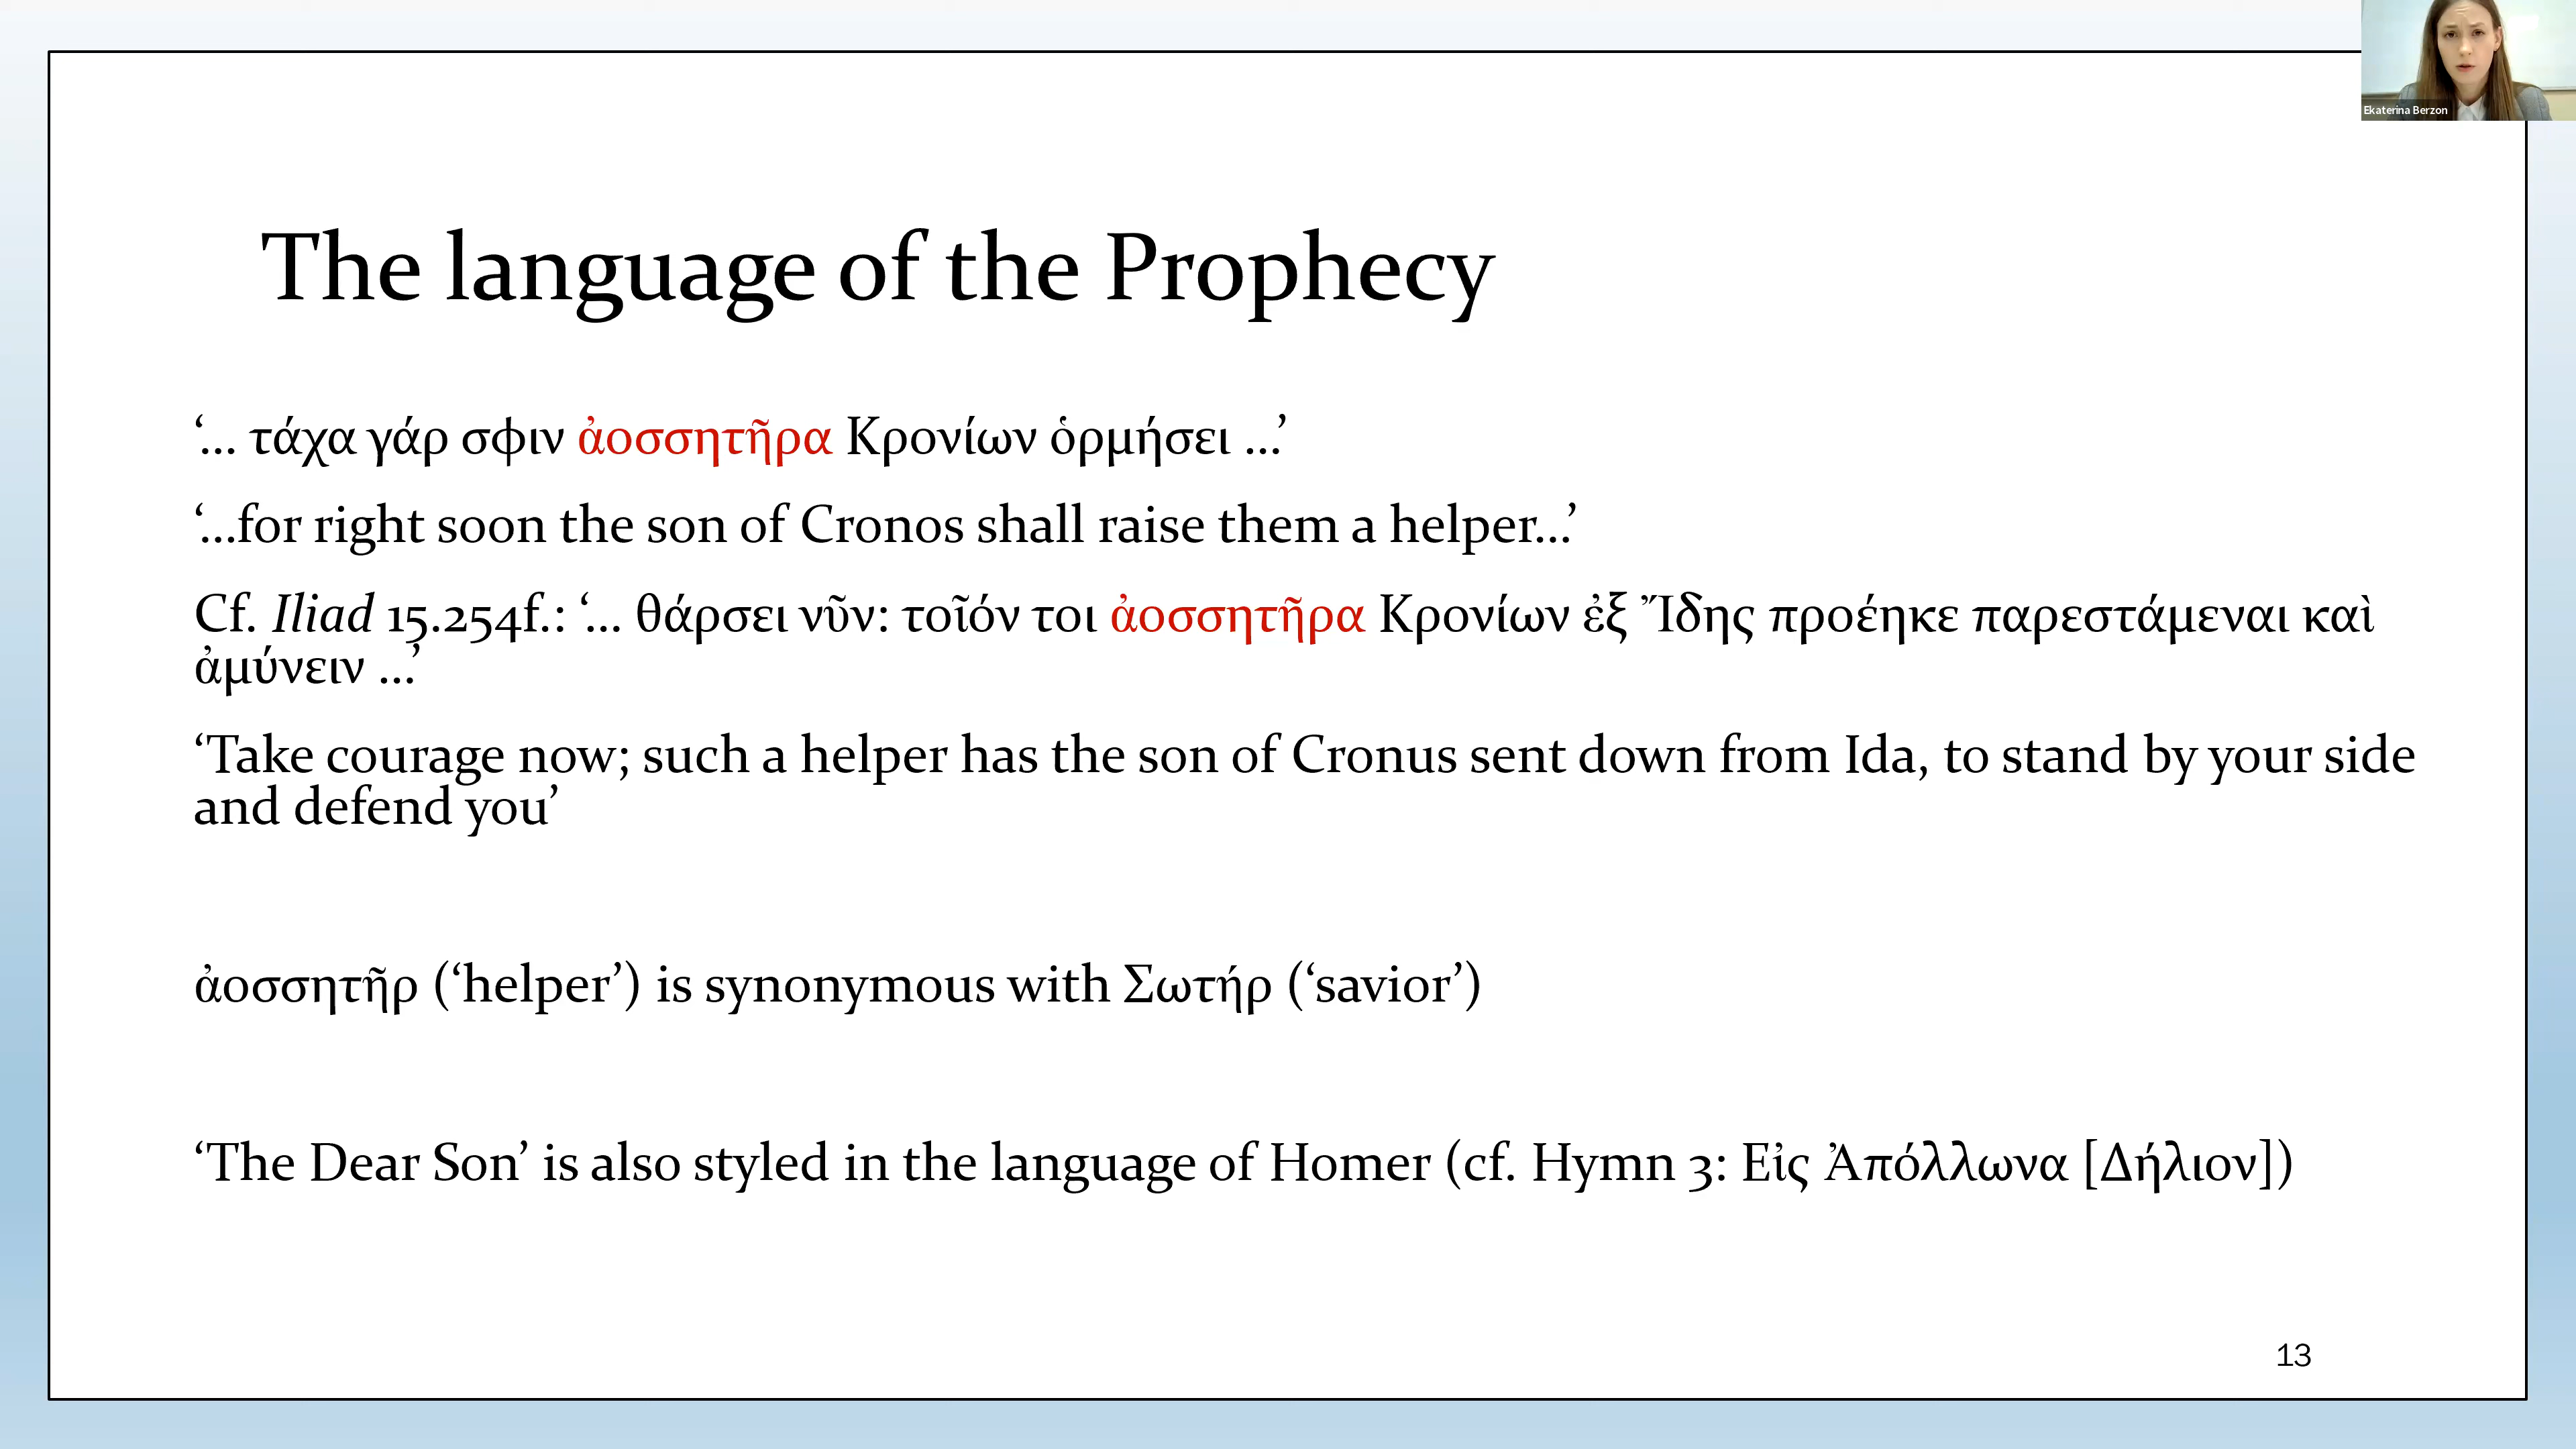 Ekaterina Berzon
The language of the Prophecy
‘… τάχα γάρ σφιν ἀοσσητῆρα Κρονίων ὁρμήσει …’
‘…for right soon the son of Cronos shall raise them a helper…’
Cf. Iliad 15.254f.: ‘… θάρσει νῦν: τοῖόν τοι ἀοσσητῆρα Κρονίων ἐξ Ἴδης προέηκε παρεστάμεναι καὶ
ἀμύνειν …’
‘Take courage now; such a helper has the son of Cronus sent down from Ida, to stand by your side
and defend you’
ἀοσσητῆρ (‘helper’) is synonymous with Σωτήρ (‘savior’)
‘The Dear Son’ is also styled in the language of Homer (cf. Hymn 3: Εἰς Ἀπόλλωνα [Δήλιον])
13